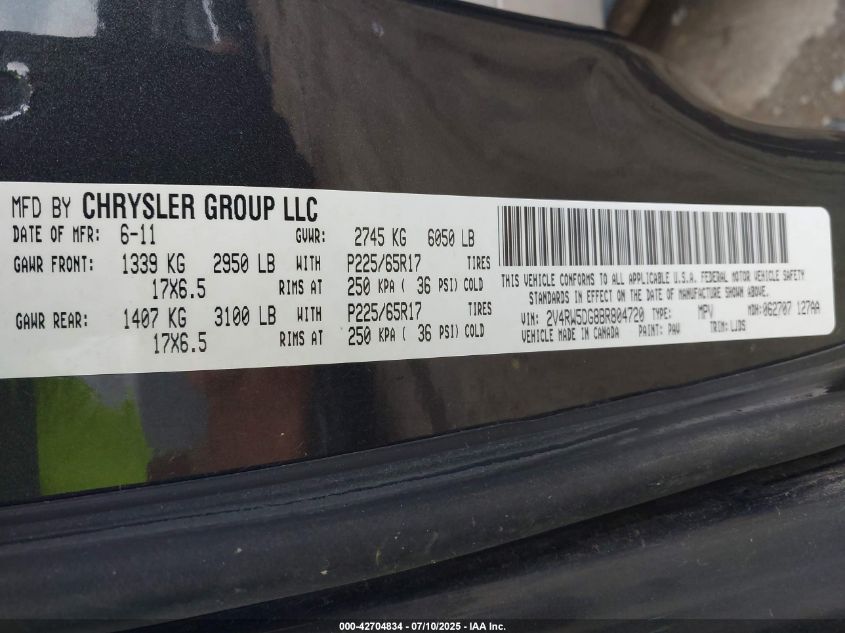 MFD BY CHRYSLER GROUP LLC
DATE OF MFR: 6-11 GVWR: 2745 KG 6050 LB
GAWR FRONT: 1339 KG 2950 LB WITH P225/65R17 TIRES
17X6.5 RIMS AT 250 KPA ( 36 PSI) COLD
GAWR REAR: 1407 KG 3100 LB WITH P225/65R17 TIRES
17X6.5 RIMS AT 250 KPA ( 36 PSI) COLD
THIS VEHICLE CONFORMS TO ALL APPLICABLE U.S.A. FEDERAL MOTOR VEHICLE SAFETY
STANDARDS IN EFFECT ON THE DATE OF MANUFACTURE SHOWN ABOVE.
VIN: 2V4RW5DG8BR804720 TYPE: MPV MDH: 062707 127AA
VEHICLE MADE IN CANADA PAINT: PAV TRIM: LJDS
000-42704834 - 07/10/2025 - IAA Inc.